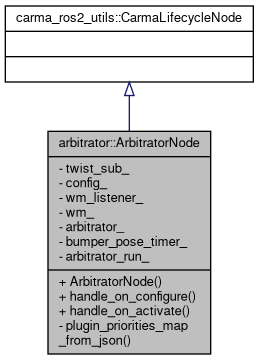 carma_ros2_utils::CarmaLifecycleNode
arbitrator::ArbitratorNode
- twist_sub_
- config_
- wm_listener_
- wm_
- arbitrator_
- bumper_pose_timer_
- arbitrator_run_
+ ArbitratorNode()
+ handle_on_configure()
+ handle_on_activate()
- plugin_priorities_map
_from_json()